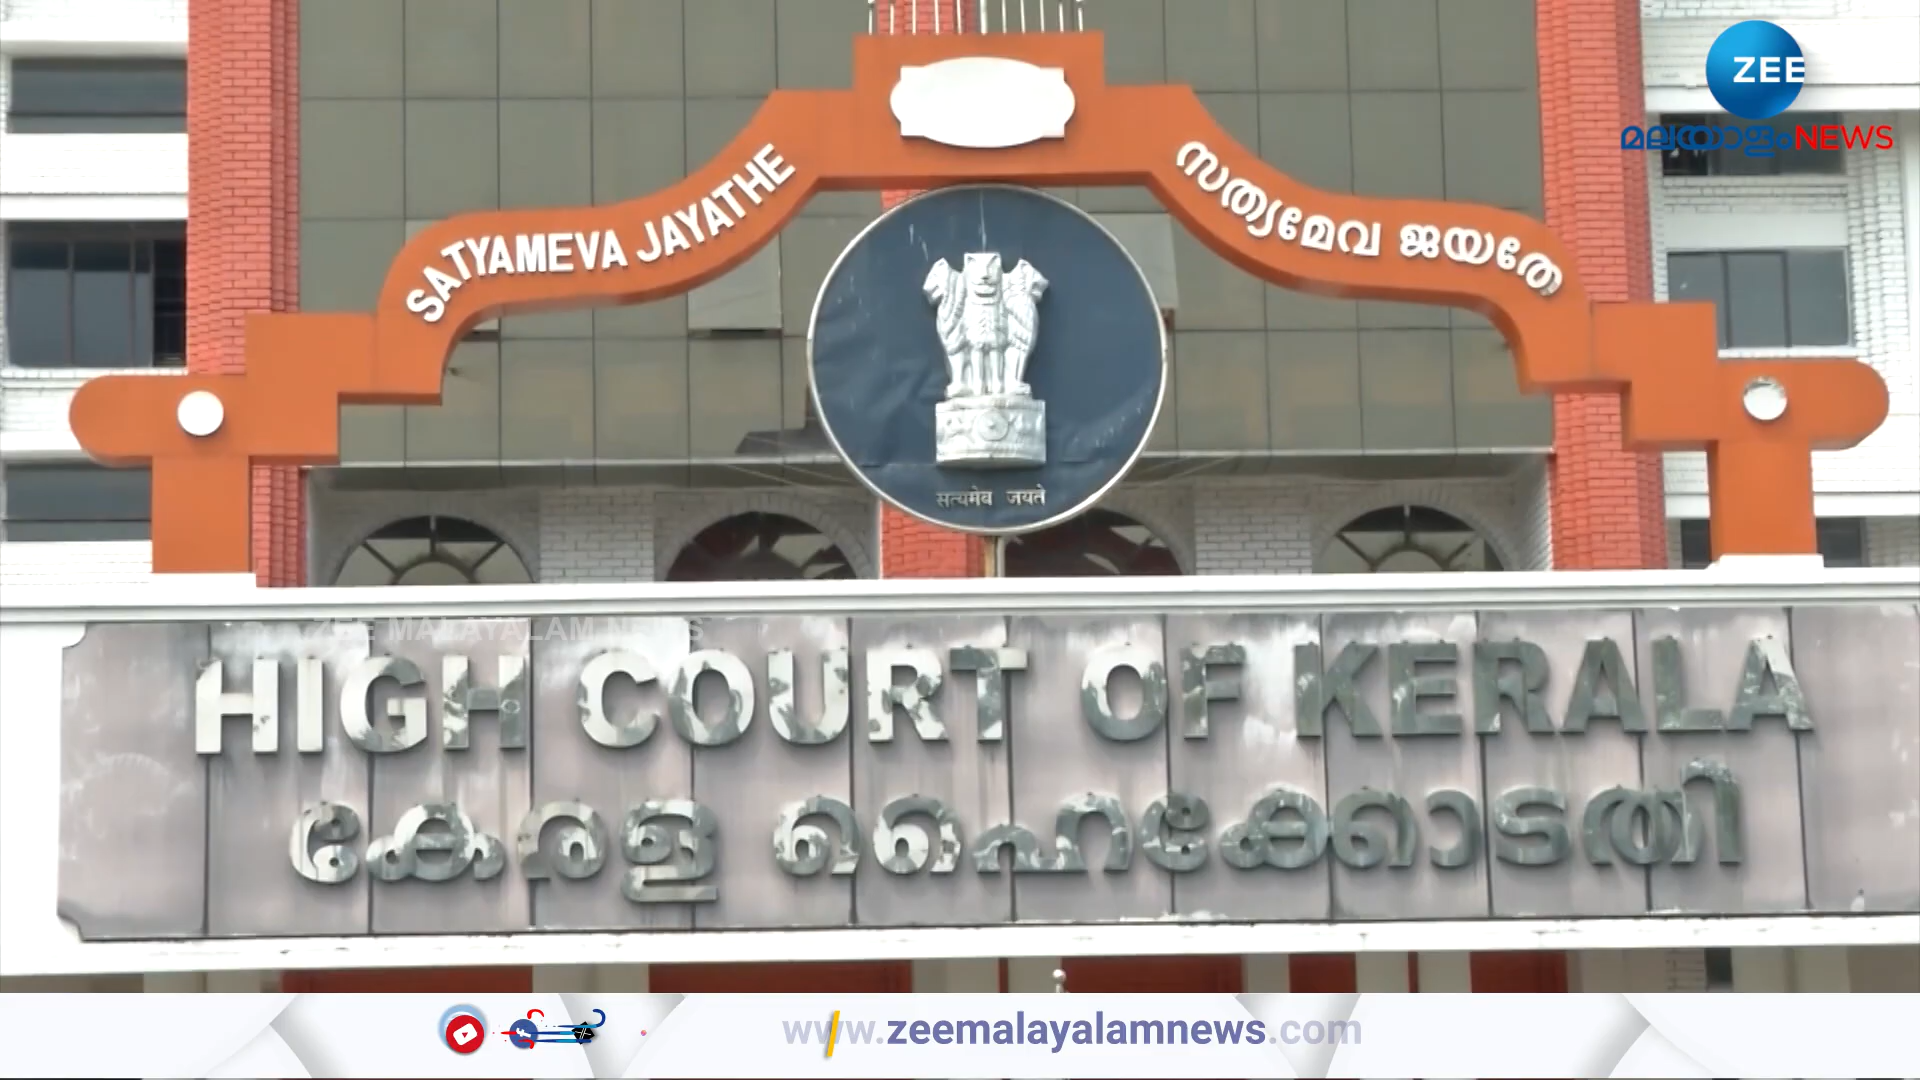 ZEE
മലയാളം NEWS
SATYAMEVA JAYATHE
സത്യമേവ ജയതേ
सत्यमेव जयते
ZEE MALAYALAM NEWS
HIGH COURT OF KERALA
കേരള ഹൈക്കോടതി
www.zeemalayalamnews.com